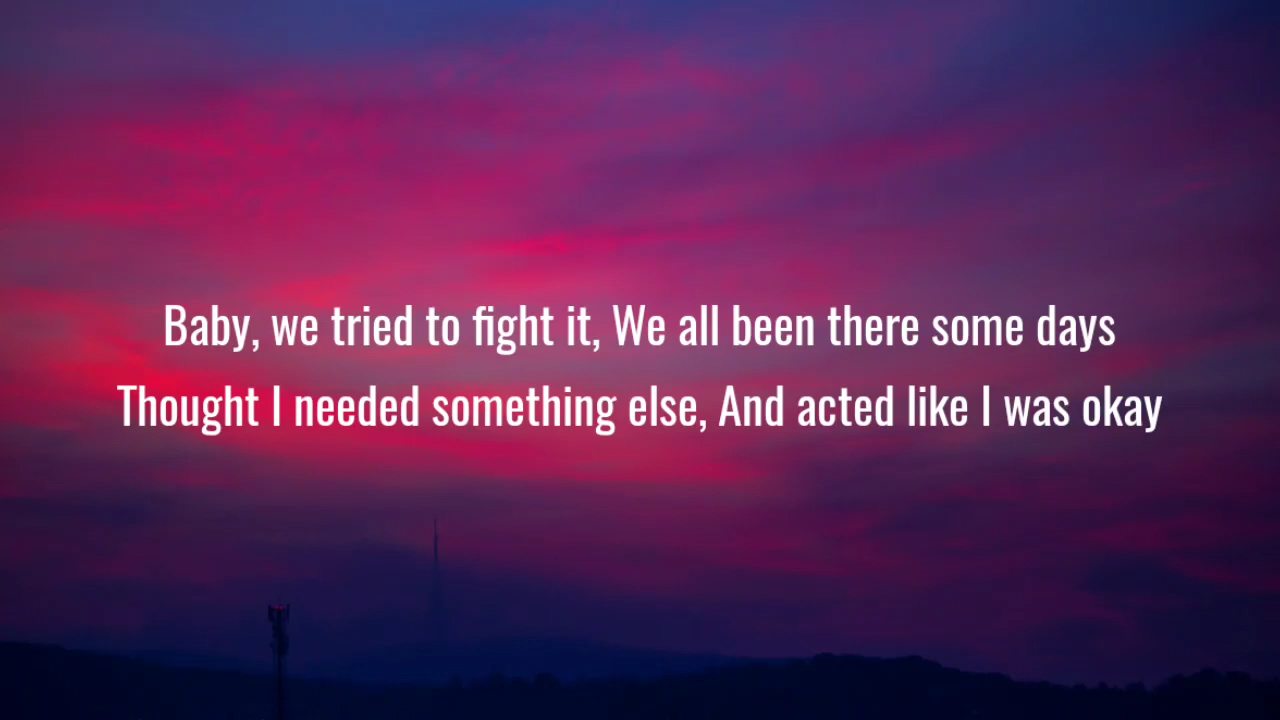 Baby, we tried to fight it, We all been there some days
Thought I needed something else, And acted like I was okay